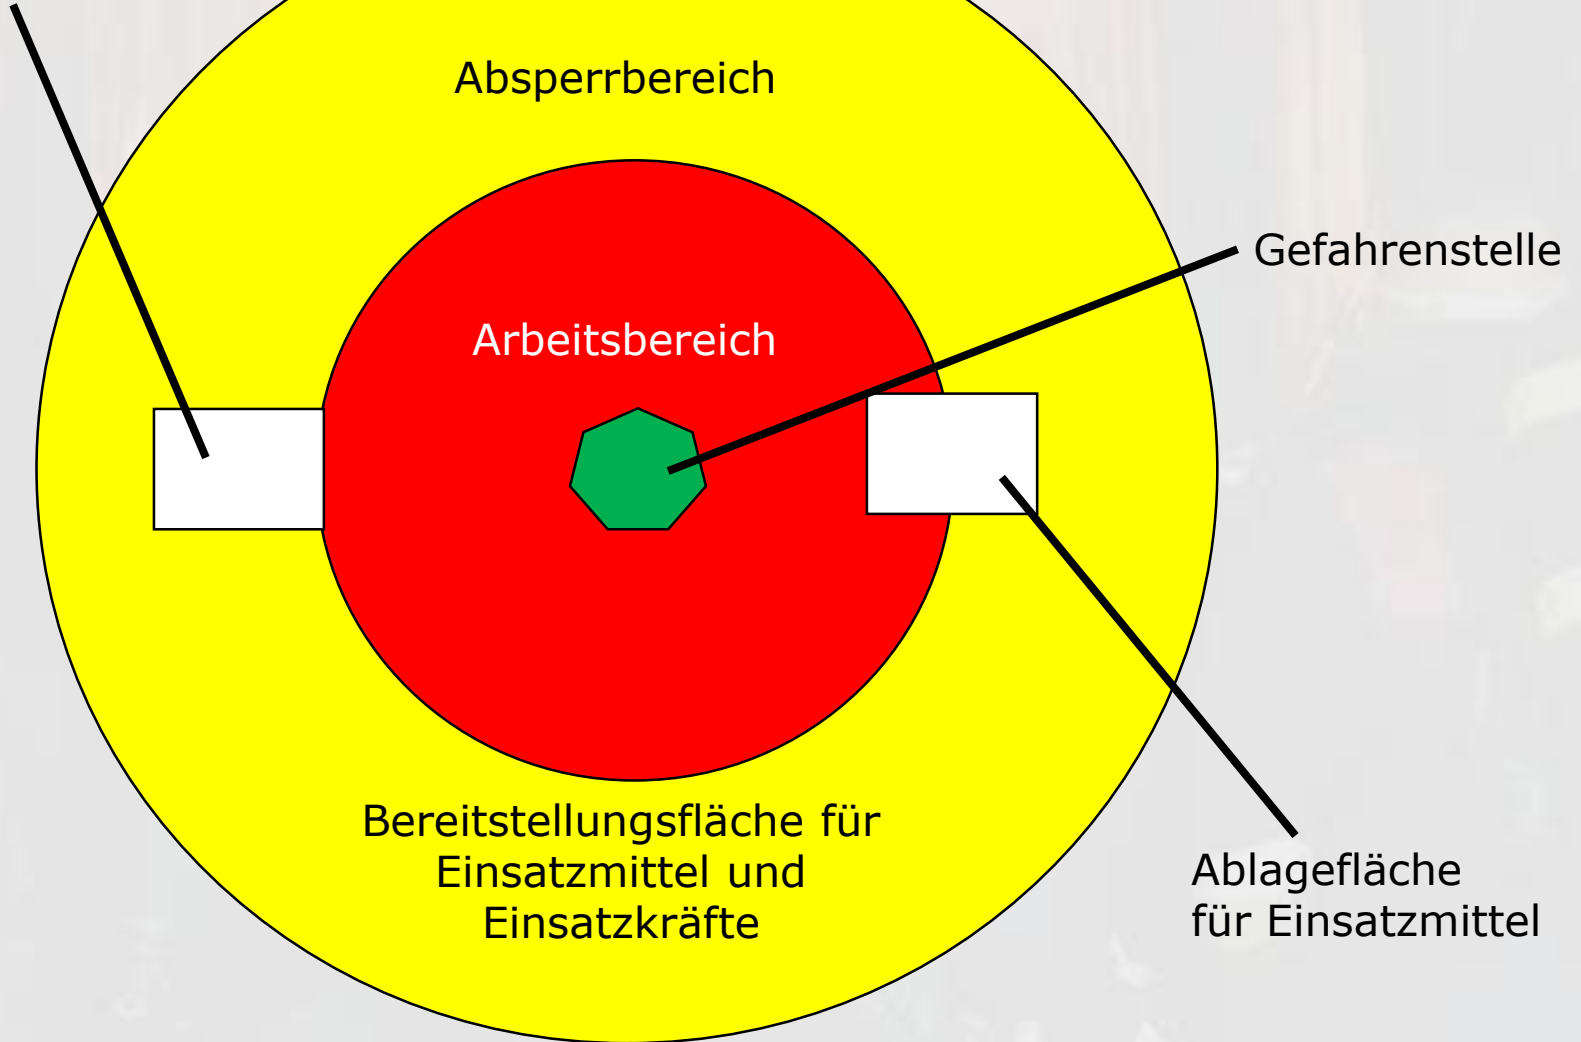 Absperrbereich
Gefahrenstelle
Arbeitsbereich
Bereitstellungsfläche für
Einsatzmittel und
Einsatzkräfte
Ablagefläche
für Einsatzmittel